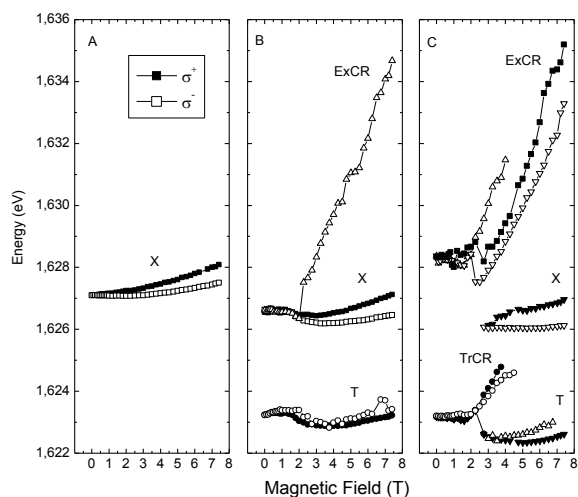 1,636
1,634
1,632
1,630
1,628
1,626
1,624
1,622
Energy (eV)
A
σ+
σ-
X
0 1 2 3 4 5 6 7 8
B
ExCR
X
T
0 1 2 3 4 5 6 7 8
C
ExCR
X
TrCR
T
0 1 2 3 4 5 6 7 8
Magnetic Field (T)